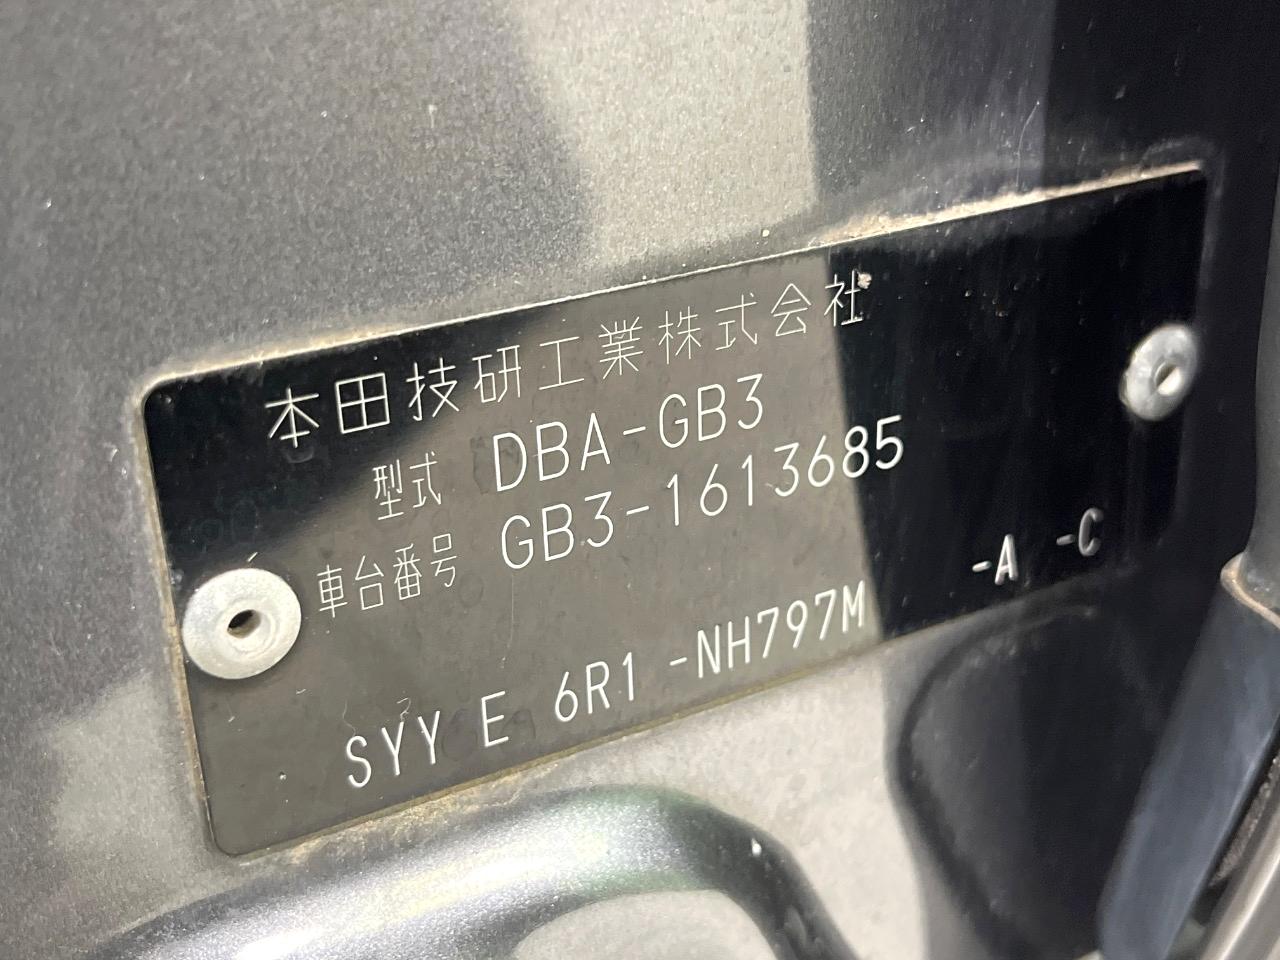 本田技研工業株式会社
型式 DBA-GB3
車台番号 GB3-1613685
SYY E 6R1 -NH797M -A -C